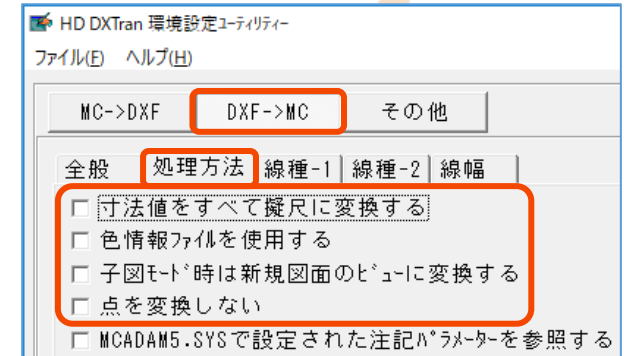 HD DXTran 環境設定ﾕｰﾃｨﾘﾃｨｰ
ファイル(F) ヘルプ(H)
MC->DXF DXF->MC その他
全般 処理方法 線種-1 線種-2 線幅
寸法値をすべて擬尺に変換する
色情報ﾌｧｲﾙを使用する
子図ﾓｰﾄﾞ時は新規図面のﾋﾞｭｰに変換する
点を変換しない
MCADAM5.SYSで設定された注記ﾊﾟﾗﾒｰﾀｰを参照する